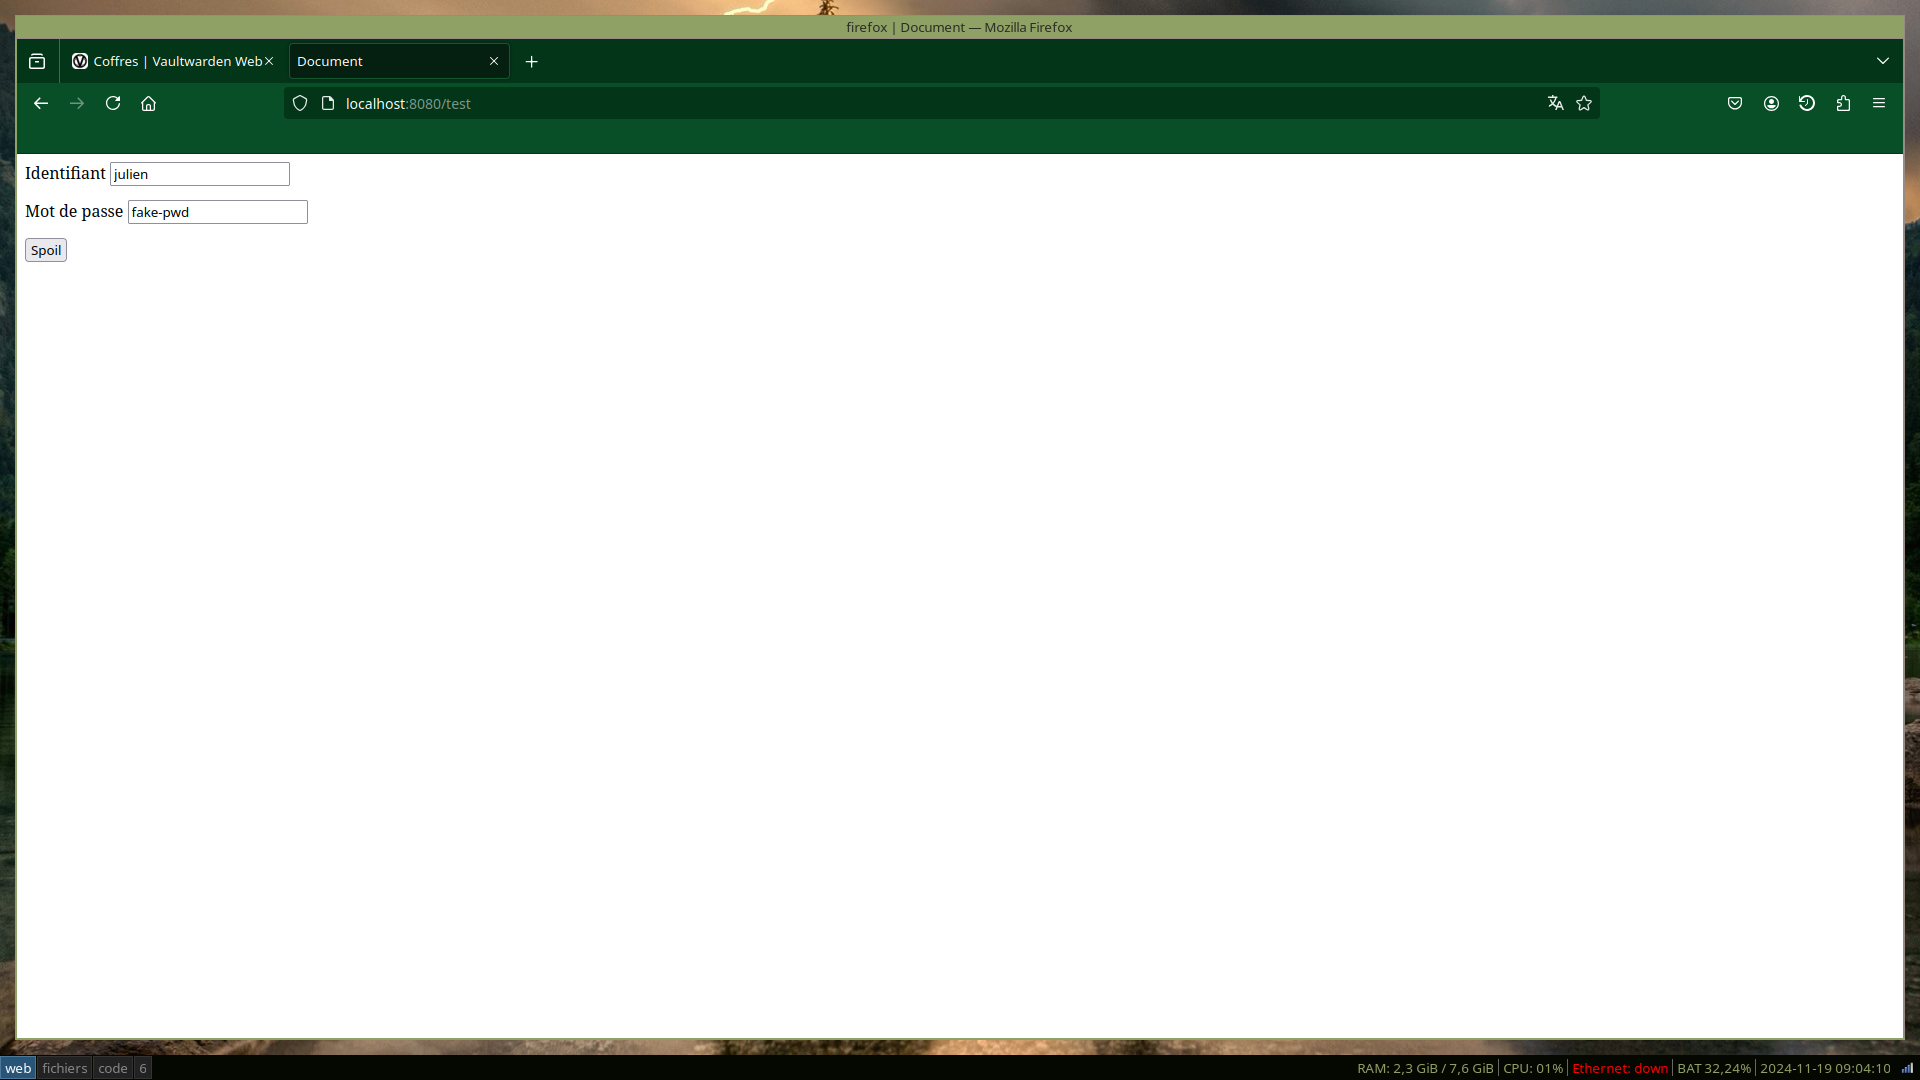 firefox | Document — Mozilla Firefox
Coffres | Vaultwarden Web
Document
localhost:8080/test
Identifiant julien
Mot de passe fake-pwd
Spoil
web fichiers code 6
RAM: 2,3 GiB / 7,6 GiB | CPU: 01% | Ethernet: down | BAT 32,24% | 2024-11-19 09:04:10